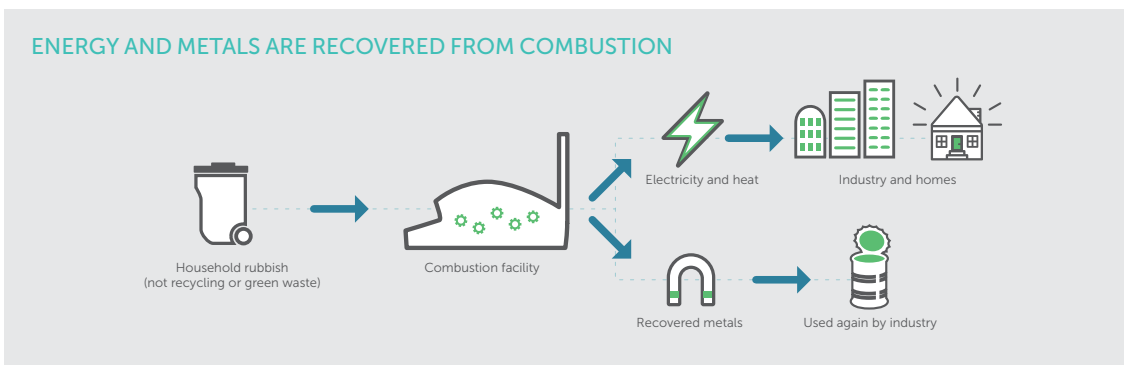 ENERGY AND METALS ARE RECOVERED FROM COMBUSTION
Electricity and heat
Industry and homes
Household rubbish
(not recycling or green waste)
Combustion facility
Recovered metals
Used again by industry